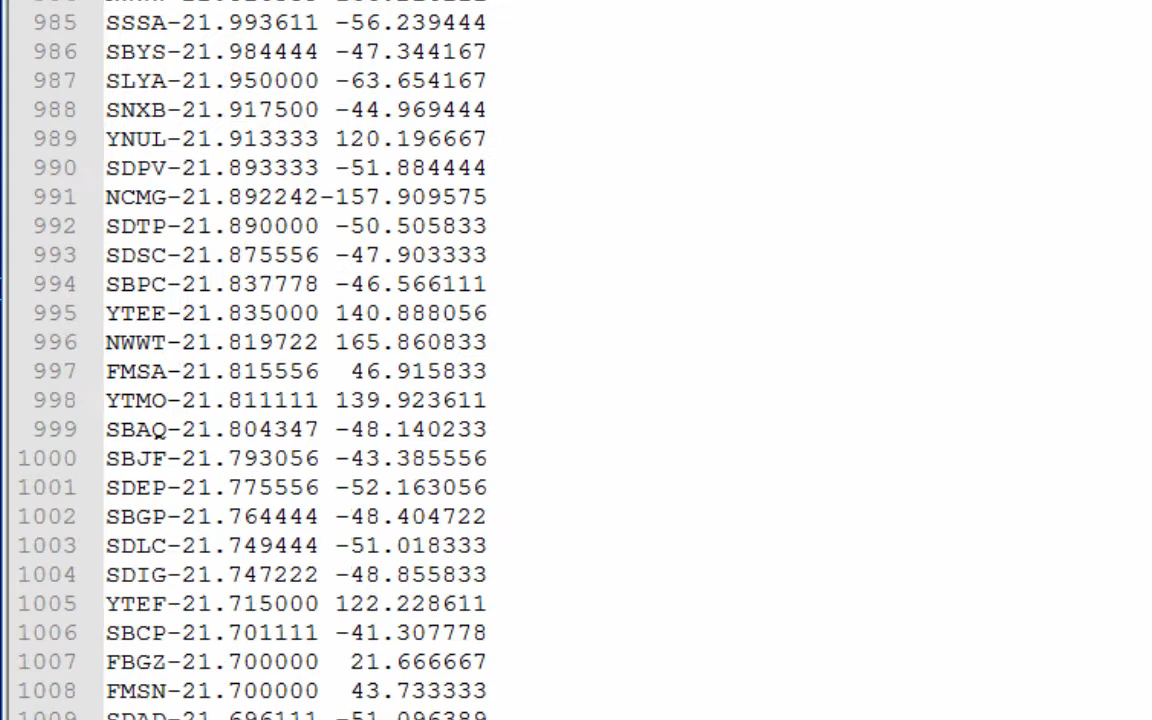 985 SSSA-21.993611 -56.239444
986 SBYS-21.984444 -47.344167
987 SLYA-21.950000 -63.654167
988 SNXB-21.917500 -44.969444
989 YNUL-21.913333 120.196667
990 SDPV-21.893333 -51.884444
991 NCMG-21.892242-157.909575
992 SDTP-21.890000 -50.505833
993 SDSC-21.875556 -47.903333
994 SBPC-21.837778 -46.566111
995 YTEE-21.835000 140.888056
996 NWWT-21.819722 165.860833
997 FMSA-21.815556  46.915833
998 YTMO-21.811111 139.923611
999 SBAQ-21.804347 -48.140233
1000 SBJF-21.793056 -43.385556
1001 SDEP-21.775556 -52.163056
1002 SBGP-21.764444 -48.404722
1003 SDLC-21.749444 -51.018333
1004 SDIG-21.747222 -48.855833
1005 YTEF-21.715000 122.228611
1006 SBCP-21.701111 -41.307778
1007 FBGZ-21.700000  21.666667
1008 FMSN-21.700000  43.733333
1009 SDAD-21.696111 -51.096389